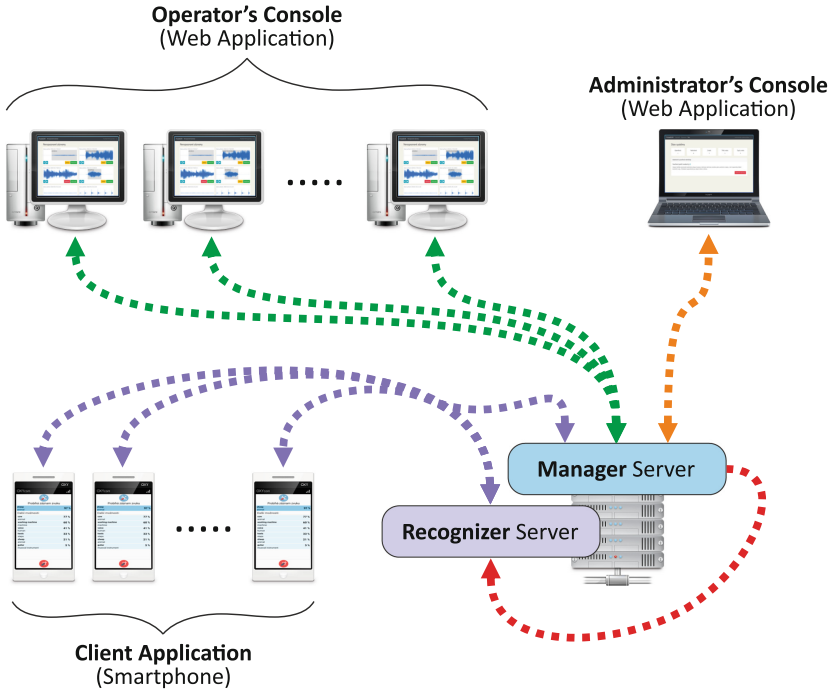 Operator's Console
(Web Application)
Administrator's Console
(Web Application)
Manager Server
Recognizer Server
Client Application
(Smartphone)